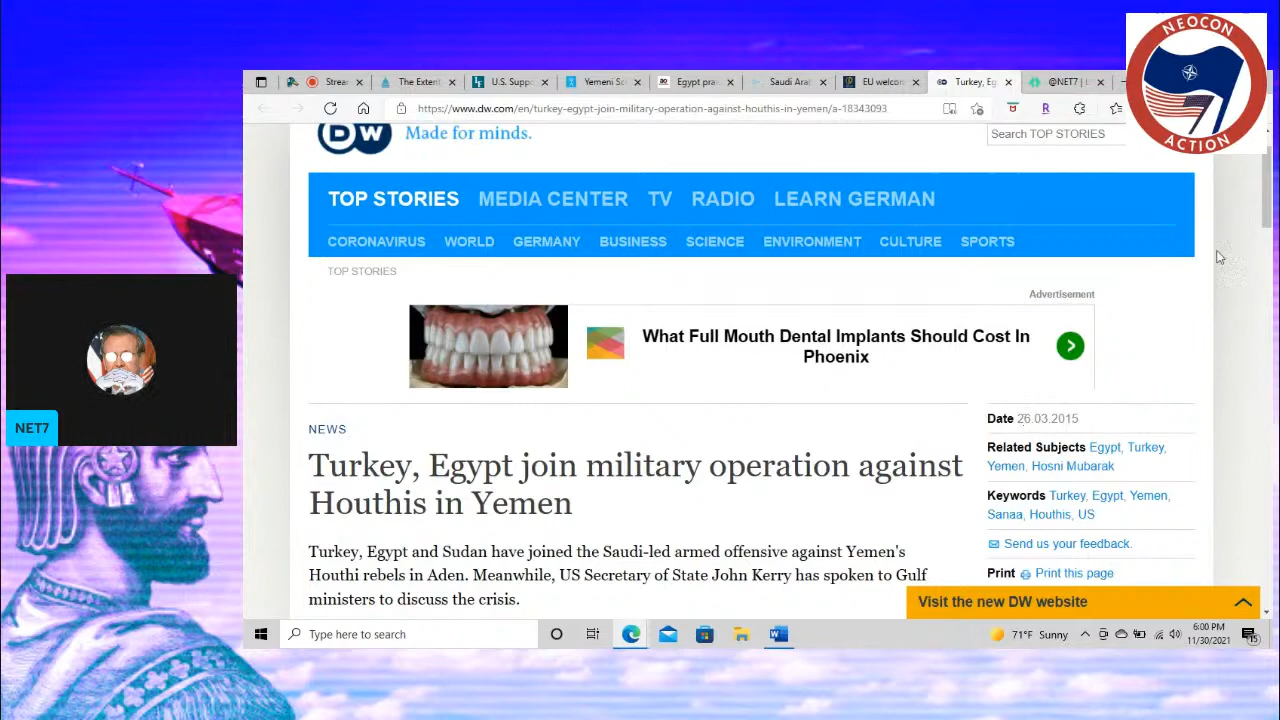 NEOCON
ACTION
Strear
The Extent
U.S. Suppo
Yemeni Sc
Egypt pra
Saudi Ara
EU welcom
Turkey, Eg
@NET7 | L
https://www.dw.com/en/turkey-egypt-join-military-operation-against-houthis-in-yemen/a-18343093
DW Made for minds.
Search TOP STORIES
TOP STORIES MEDIA CENTER TV RADIO LEARN GERMAN
CORONAVIRUS WORLD GERMANY BUSINESS SCIENCE ENVIRONMENT CULTURE SPORTS
TOP STORIES
Advertisement
What Full Mouth Dental Implants Should Cost In
Phoenix
NEWS
Turkey, Egypt join military operation against
Houthis in Yemen
Turkey, Egypt and Sudan have joined the Saudi-led armed offensive against Yemen's
Houthi rebels in Aden. Meanwhile, US Secretary of State John Kerry has spoken to Gulf
ministers to discuss the crisis.
Date 26.03.2015
Related Subjects Egypt, Turkey,
Yemen, Hosni Mubarak
Keywords Turkey, Egypt, Yemen,
Sanaa, Houthis, US
Send us your feedback.
Print Print this page
Visit the new DW website
NET7
Type here to search
71°F Sunny
6:00 PM
11/30/2021
15